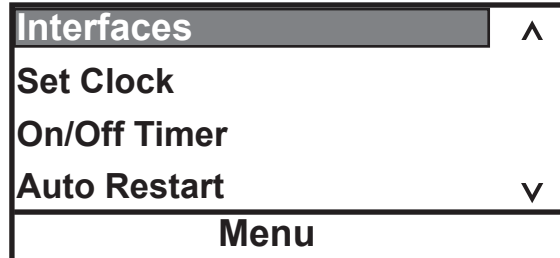 Interfaces
Set Clock
On/Off Timer
Auto Restart
Menu